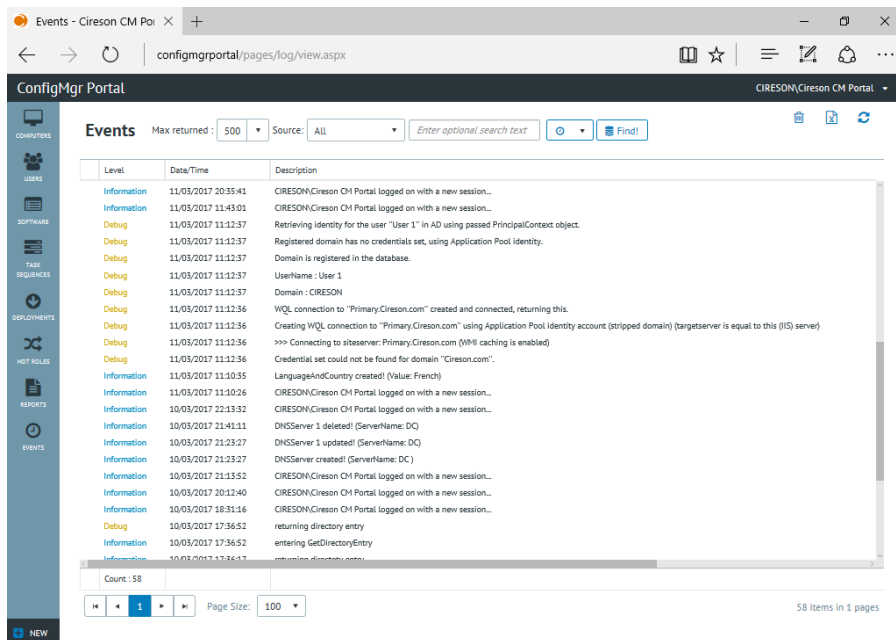 Events - Cireson CM Por
configmgrportal/pages/log/view.aspx
ConfigMgr Portal
CIRESON\Cireson CM Portal
COMPUTERS
USERS
SOFTWARE
TASK
SEQUENCES
DEPLOYMENTS
MDT ROLES
REPORTS
EVENTS
NEW
Events Max returned : 500 Source: All Enter optional search text Find!
Level Date/Time Description
Information 11/03/2017 20:35:41 CIRESON\Cireson CM Portal logged on with a new session...
Information 11/03/2017 11:43:01 CIRESON\Cireson CM Portal logged on with a new session...
Debug 11/03/2017 11:12:37 Retrieving identity for the user "User 1" in AD using passed PrincipalContext object.
Debug 11/03/2017 11:12:37 Registered domain has no credentials set, using Application Pool identity.
Debug 11/03/2017 11:12:37 Domain is registered in the database.
Debug 11/03/2017 11:12:37 UserName : User 1
Debug 11/03/2017 11:12:37 Domain : CIRESON
Debug 11/03/2017 11:12:36 WQL connection to "Primary.Cireson.com" created and connected, returning this.
Debug 11/03/2017 11:12:36 Creating WQL connection to "Primary.Cireson.com" using Application Pool identity account (stripped domain) (targetserver is equal to this (IIS) server)
Debug 11/03/2017 11:12:36 >>> Connecting to siteserver: Primary.Cireson.com (WMI caching is enabled)
Debug 11/03/2017 11:12:36 Credential set could not be found for domain "Cireson.com".
Information 11/03/2017 11:10:35 LanguageAndCountry created! (Value: French)
Information 11/03/2017 11:10:26 CIRESON\Cireson CM Portal logged on with a new session...
Information 10/03/2017 22:13:32 CIRESON\Cireson CM Portal logged on with a new session...
Information 10/03/2017 21:41:11 DNSServer 1 deleted! (ServerName: DC)
Information 10/03/2017 21:23:27 DNSServer 1 updated! (ServerName: DC)
Information 10/03/2017 21:23:27 DNSServer created! (ServerName: DC )
Information 10/03/2017 21:13:52 CIRESON\Cireson CM Portal logged on with a new session...
Information 10/03/2017 20:12:40 CIRESON\Cireson CM Portal logged on with a new session...
Information 10/03/2017 18:31:16 CIRESON\Cireson CM Portal logged on with a new session...
Debug 10/03/2017 17:36:52 returning directory entry
Information 10/03/2017 17:36:52 entering GetDirectoryEntry
Information 10/03/2017 17:36:17 returning directory entry
Count : 58
1 Page Size: 100 58 items in 1 pages